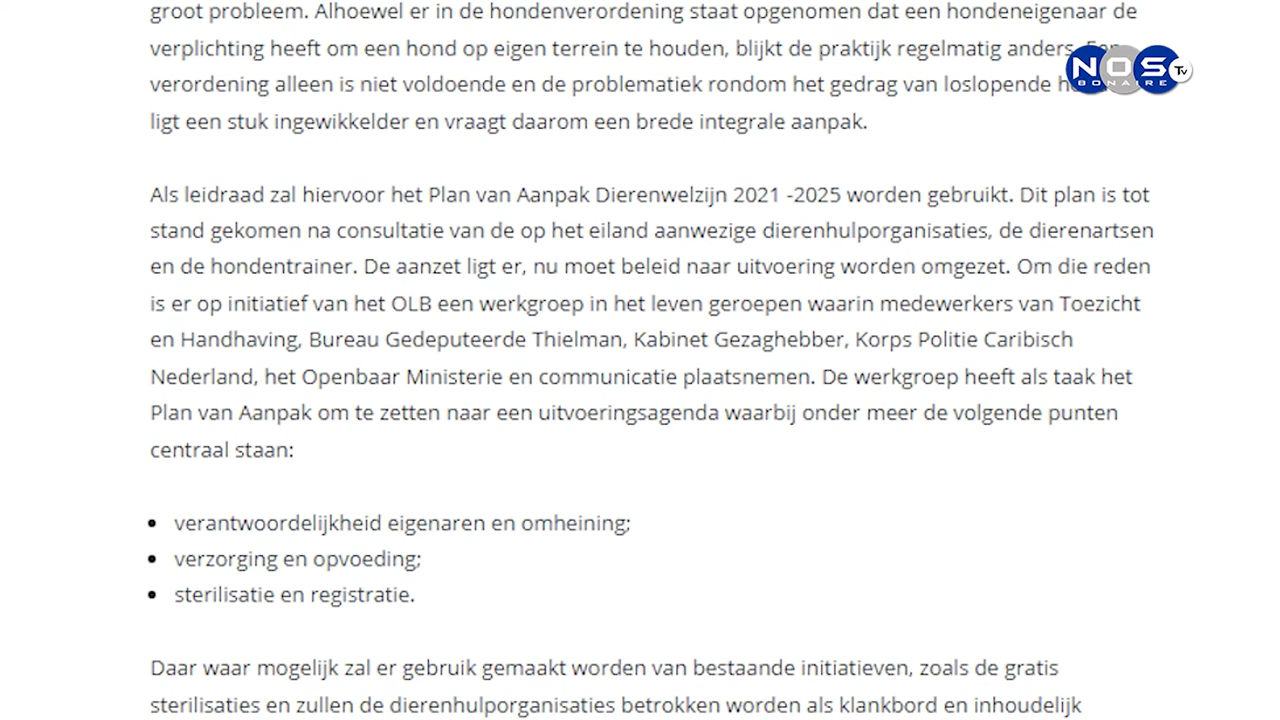 groot probleem. Alhoewel er in de hondenverordening staat opgenomen dat een hondeneigenaar de
verplichting heeft om een hond op eigen terrein te houden, blijkt de praktijk regelmatig anders. Een
verordening alleen is niet vodoende en de problematiek rondom het gedrag van loslopende
ligt een stuk ingewikkelder en vraagt daarom een brede integrale aanpak.
NOS Tv
BONAIRE
Als leidraad zal hiervoor het Plan van Aanpak Dierenwelzijn 2021 -2025 worden gebruikt. Dit plan is tot
stand gekomen na consultatie van de op het eiland aanwezige dierenhulporganisaties, de dierenartsen
en de hondentrainer. De aanzet ligt er, nu moet beleid naar uitvoering worden omgezet. Om die reden
is er op initiatief van het OLB een werkgroep in het leven geroepen waarin medewerkers van Toezicht
en Handhaving, Bureau Gedeputeerde Thielman, Kabinet Gezaghebber, Korps Politie Caribisch
Nederland, het Openbaar Ministerie en communicatie plaatsnemen. De werkgroep heeft als taak het
Plan van Aanpak om te zetten naar een uitvoeringsagenda waarbij onder meer de volgende punten
centraal staan:
• verantwoordelijkheid eigenaren en omheining;
• verzorging en opvoeding;
• sterilisatie en registratie.
Daar waar mogelijk zal er gebruik gemaakt worden van bestaande initiatieven, zoals de gratis
sterilisaties en zullen de dierenhulporganisaties betrokken worden als klankbord en inhoudelijk